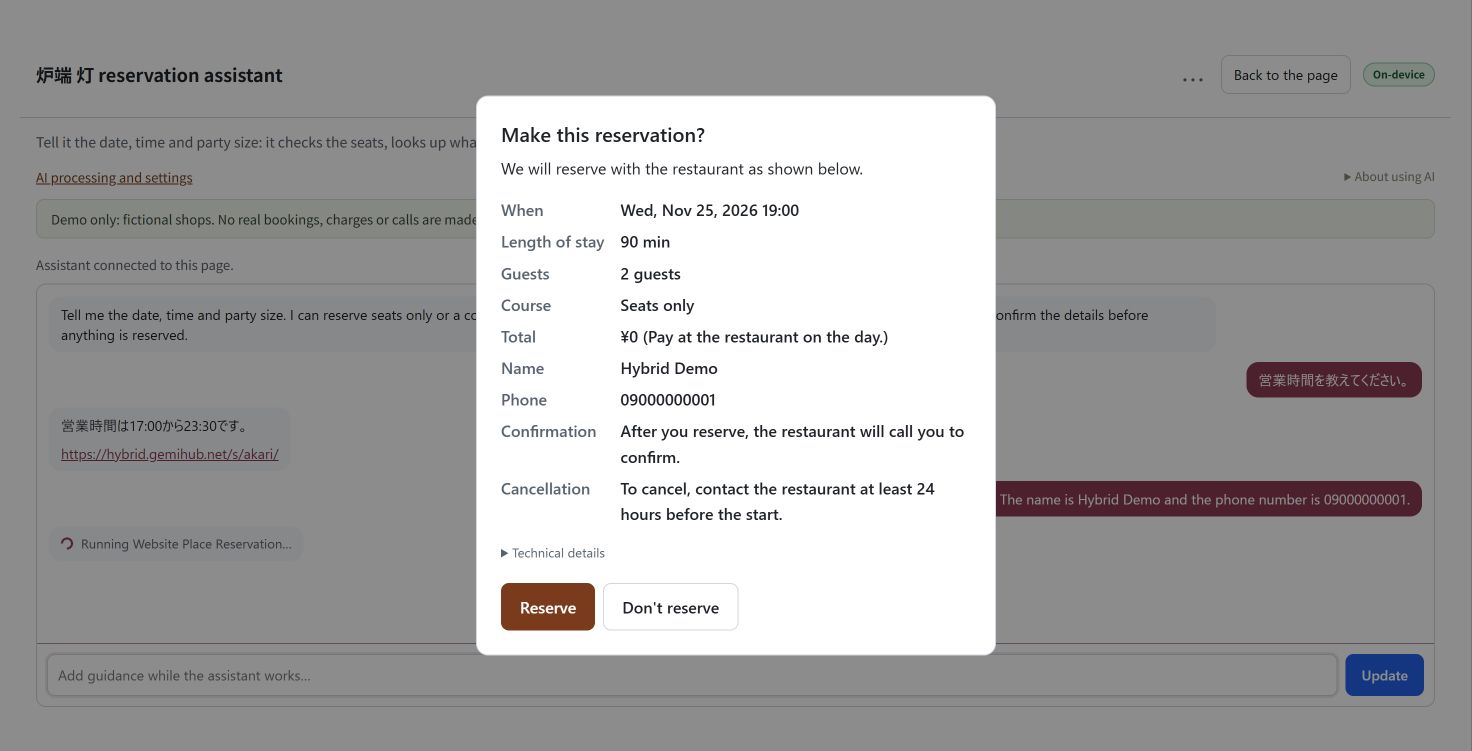 炉端 灯 reservation assistant
...
Back to the page
On-device
Tell it the date, time and party size: it checks the seats, looks up
AI processing and settings
▶ About using AI
Demo only: fictional shops. No real bookings, charges or calls are made
Assistant connected to this page.
Tell me the date, time and party size. I can reserve seats only or a
onfirm the details before
anything is reserved.
営業時間を教えてください。
営業時間は17:00から23:30です。
https://hybrid.gemihub.net/s/akari/
The name is Hybrid Demo and the phone number is 09000000001.
Running Website Place Reservation...
Make this reservation?
We will reserve with the restaurant as shown below.
When Wed, Nov 25, 2026 19:00
Length of stay 90 min
Guests 2 guests
Course Seats only
Total ¥0 (Pay at the restaurant on the day.)
Name Hybrid Demo
Phone 09000000001
Confirmation After you reserve, the restaurant will call you to
confirm.
Cancellation To cancel, contact the restaurant at least 24
hours before the start.
▶ Technical details
Reserve
Don't reserve
Add guidance while the assistant works...
Update